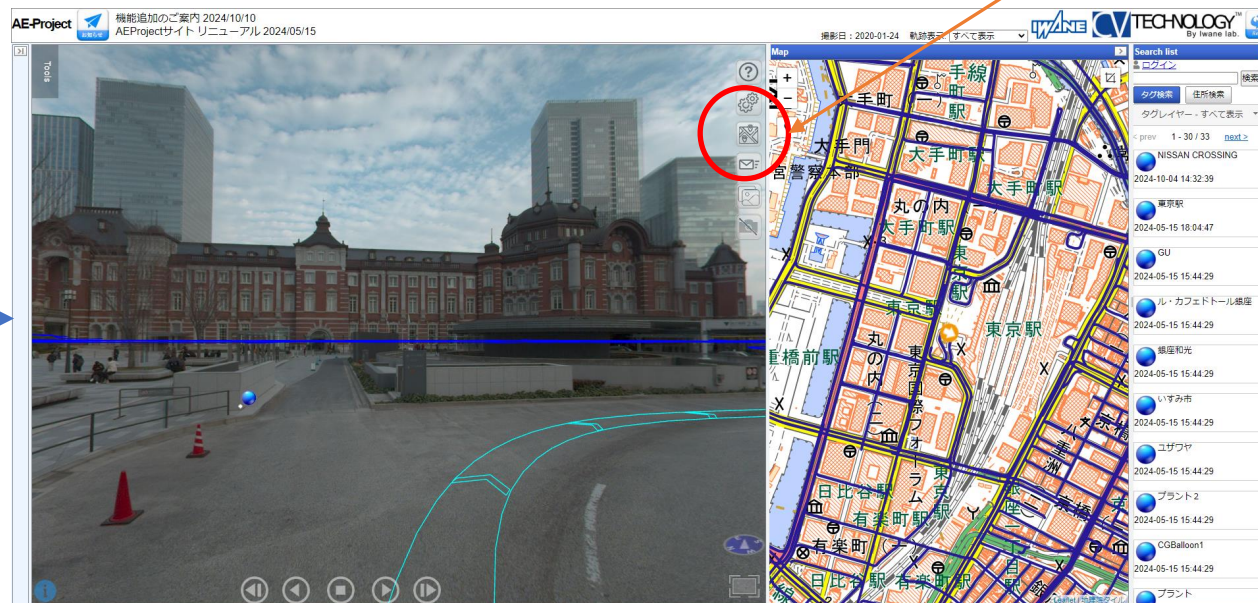 AE-Project
お知らせ
機能追加のご案内 2024/10/10
AEProjectサイト リニューアル 2024/05/15
撮影日：2020-01-24 軌跡表示: すべて表示
IWANE CV TECHNOLOGY™
By Iwane lab.
Tools
Map
Search list
ログイン
検索
タグ検索 住所検索
タグレイヤー - すべて表示
< prev 1 - 30 / 33 next >
NISSAN CROSSING
2024-10-04 14:32:39
東京駅
2024-05-15 18:04:47
GU
2024-05-15 15:44:29
ル・カフェドトール銀座
2024-05-15 15:44:29
銀座和光
2024-05-15 15:44:29
いすみ市
2024-05-15 15:44:29
ユザワヤ
2024-05-15 15:44:29
プラント2
2024-05-15 15:44:29
CGBalloon1
2024-05-15 15:44:29
プラント
手町
大手門
宮警察本部
大手町駅
大手町駅
丸の内
大手町駅
東京駅
東京駅
東京駅
重橋前駅
丸の内(二)
東京国際フォーラム
八重洲
京橋
日比谷駅
有楽町駅
有楽町(一)
日比谷駅
有楽町駅
銀座一丁目駅